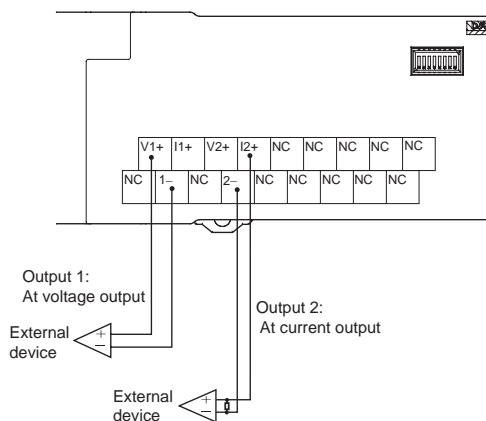 V1+ I1+ V2+ I2+ NC NC NC NC NC
NC 1– NC 2– NC NC NC NC NC
Output 1:
At voltage output
External
device
+
–
Output 2:
At current output
External
device
+
–